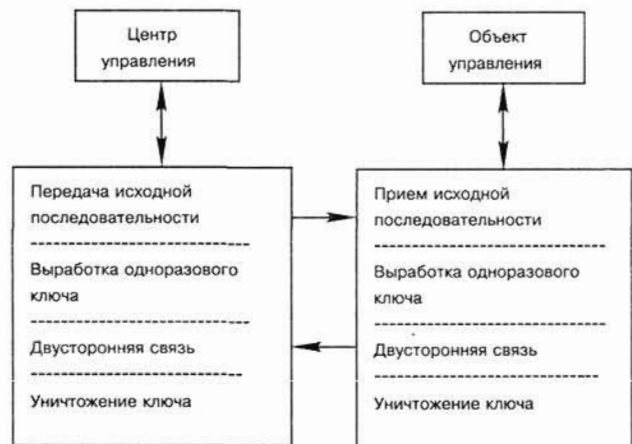 Центр
управления
Объект
управления
Передача исходной
последовательности
Выработка одноразового
ключа
Двусторонняя связь
Уничтожение ключа
Прием исходной
последовательности
Выработка одноразового
ключа
Двусторонняя связь
Уничтожение ключа